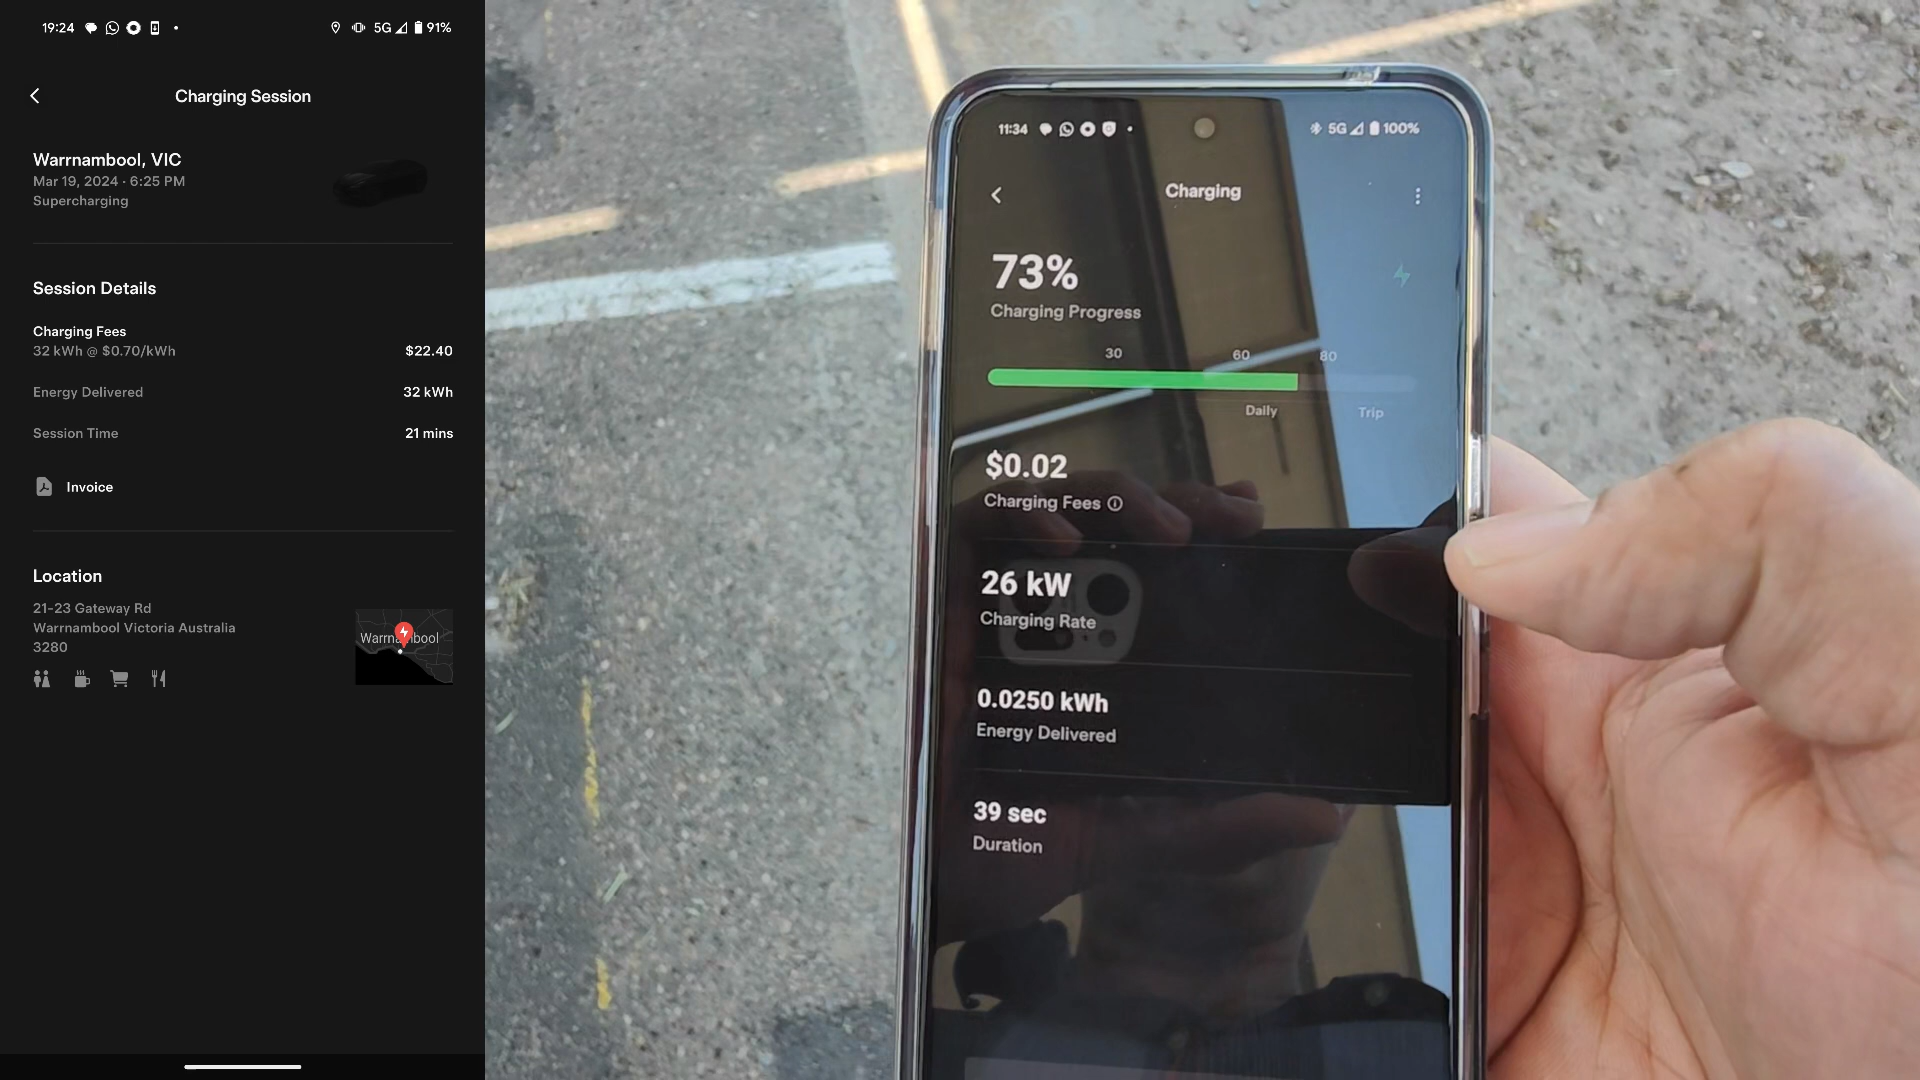 19:24
5G
91%
Charging Session
Warrnambool, VIC
Mar 19, 2024 · 6:25 PM
Supercharging
Session Details
Charging Fees
32 kWh @ $0.70/kWh
$22.40
Energy Delivered
32 kWh
Session Time
21 mins
Invoice
Location
21-23 Gateway Rd
Warrnambool Victoria Australia
3280
11:34
5G
100%
Charging
73%
Charging Progress
30
60
80
Daily
Trip
$0.02
Charging Fees
26 kW
Charging Rate
0.0250 kWh
Energy Delivered
39 sec
Duration